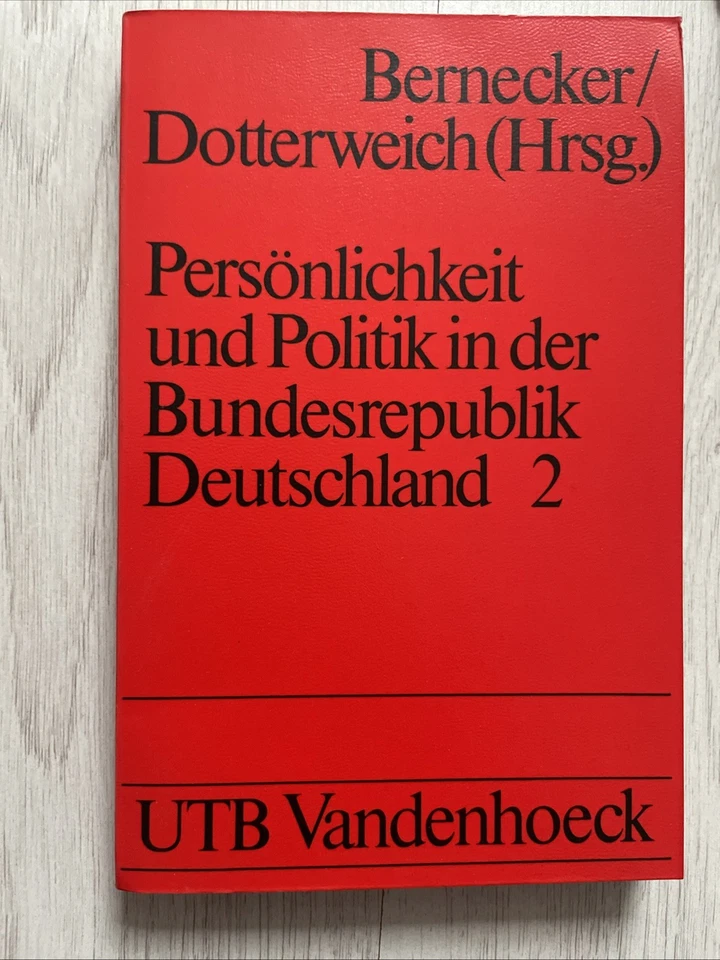 Bernecker/
Dotterweich (Hrsg.)
Persönlichkeit
und Politik in der
Bundesrepublik
Deutschland 2
UTB Vandenhoeck